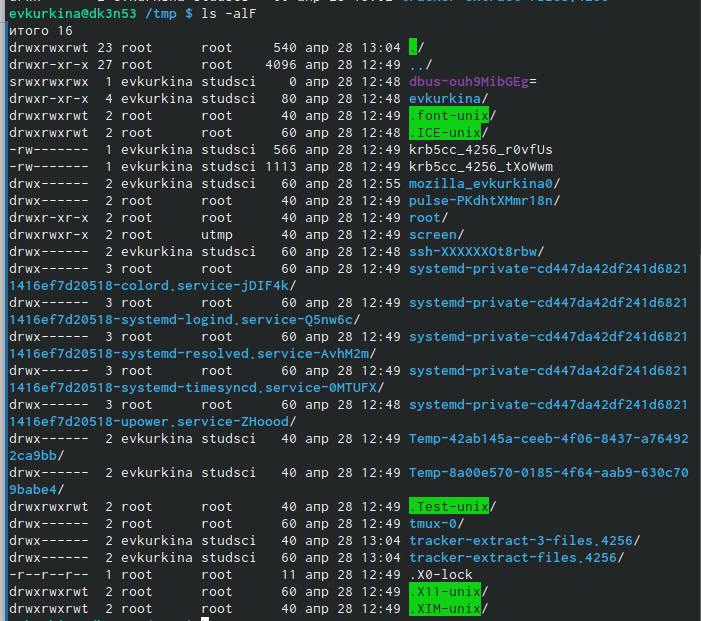 evkurkina@dk3n53 /tmp $ ls -alF
итого 16
drwxrwxrwt 23 root      root       540 апр 28 13:04 ./
drwxr-xr-x 27 root      root      4096 апр 28 12:49 ../
srwxrwxrwx  1 evkurkina studsci      0 апр 28 12:48 dbus-ouh9MibGEg=
drwxr-xr-x  4 evkurkina studsci     80 апр 28 12:48 evkurkina/
drwxrwxrwt  2 root      root        40 апр 28 12:49 .font-unix/
drwxrwxrwt  2 root      root        60 апр 28 12:48 .ICE-unix/
-rw-------  1 evkurkina studsci    566 апр 28 12:49 krb5cc_4256_r0vfUs
-rw-------  1 evkurkina studsci   1113 апр 28 12:49 krb5cc_4256_tXoWwm
drwx------  2 evkurkina studsci     60 апр 28 12:55 mozilla_evkurkina0/
drwx------  2 root      root        40 апр 28 12:49 pulse-PKdhtXMmr18n/
drwxr-xr-x  2 root      root        40 апр 28 12:49 root/
drwxrwxr-x  2 root      utmp        40 апр 28 12:49 screen/
drwx------  2 evkurkina studsci     60 апр 28 12:48 ssh-XXXXXXOt8rbw/
drwx------  3 root      root        60 апр 28 12:49 systemd-private-cd447da42df241d6821
1416ef7d20518-colord.service-jDIF4k/
drwx------  3 root      root        60 апр 28 12:49 systemd-private-cd447da42df241d6821
1416ef7d20518-systemd-logind.service-Q5nw6c/
drwx------  3 root      root        60 апр 28 12:49 systemd-private-cd447da42df241d6821
1416ef7d20518-systemd-resolved.service-AvhM2m/
drwx------  3 root      root        60 апр 28 12:49 systemd-private-cd447da42df241d6821
1416ef7d20518-systemd-timesyncd.service-0MTUFX/
drwx------  3 root      root        60 апр 28 12:48 systemd-private-cd447da42df241d6821
1416ef7d20518-upower.service-ZHoood/
drwx------  2 evkurkina studsci     40 апр 28 12:49 Temp-42ab145a-ceeb-4f06-8437-a76492
2ca9bb/
drwx------  2 evkurkina studsci     40 апр 28 12:49 Temp-8a00e570-0185-4f64-aab9-630c70
9babe4/
drwxrwxrwt  2 root      root        40 апр 28 12:49 .Test-unix/
drwx------  2 root      root        60 апр 28 12:49 tmux-0/
drwx------  2 evkurkina studsci     40 апр 28 13:04 tracker-extract-3-files.4256/
drwx------  2 evkurkina studsci     60 апр 28 13:04 tracker-extract-files.4256/
-r--r--r--  1 root      root        11 апр 28 12:49 .X0-lock
drwxrwxrwt  2 root      root        60 апр 28 12:49 .X11-unix/
drwxrwxrwt  2 root      root        40 апр 28 12:49 .XIM-unix/